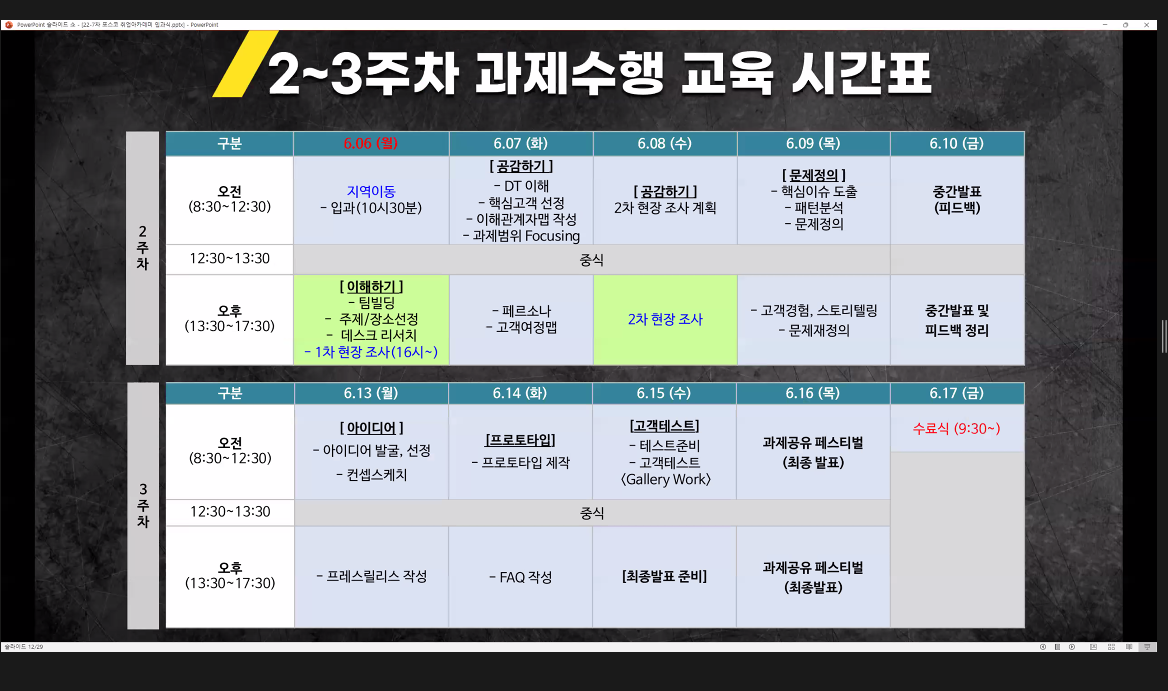 PowerPoint 슬라이드 쇼 - [22-7차 포스코 취업아카데미 입과식.pptx] - PowerPoint
2~3주차 과제수행 교육 시간표
2주차
구분
6.06 (월)
6.07 (화)
6.08 (수)
6.09 (목)
6.10 (금)
오전
(8:30~12:30)
지역이동
- 입과(10시30분)
[ 공감하기 ]
- DT 이해
- 핵심고객 선정
- 이해관계자맵 작성
- 과제범위 Focusing
[ 공감하기 ]
2차 현장 조사 계획
[ 문제정의 ]
- 핵심이슈 도출
- 패턴분석
- 문제정의
중간발표
(피드백)
12:30~13:30
중식
오후
(13:30~17:30)
[ 이해하기 ]
- 팀빌딩
- 주제/장소선정
- 데스크 리서치
- 1차 현장 조사(16시~)
- 페르소나
- 고객여정맵
2차 현장 조사
- 고객경험, 스토리텔링
- 문제재정의
중간발표 및
피드백 정리
3주차
구분
6.13 (월)
6.14 (화)
6.15 (수)
6.16 (목)
6.17 (금)
오전
(8:30~12:30)
[ 아이디어 ]
- 아이디어 발굴, 선정
- 컨셉스케치
[프로토타입]
- 프로토타입 제작
[고객테스트]
- 테스트준비
- 고객테스트
<Gallery Work>
과제공유 페스티벌
(최종 발표)
수료식 (9:30~)
12:30~13:30
중식
오후
(13:30~17:30)
- 프레스릴리스 작성
- FAQ 작성
[최종발표 준비]
과제공유 페스티벌
(최종발표)
슬라이드 12/29